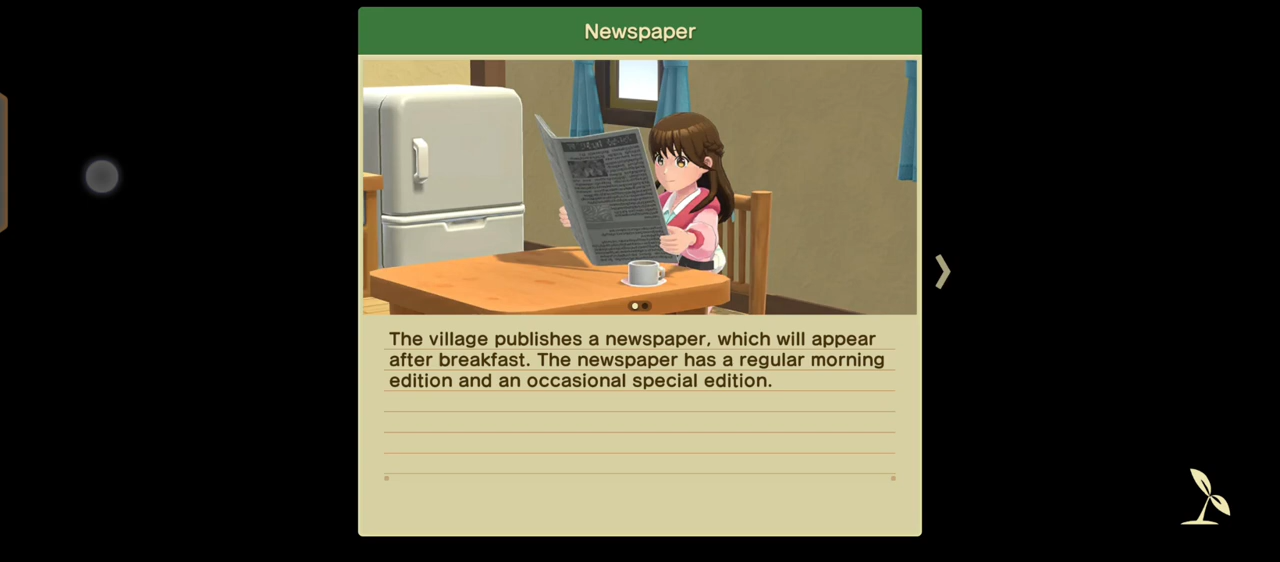 Newspaper
The village publishes a newspaper, which will appear
after breakfast. The newspaper has a regular morning
edition and an occasional special edition.